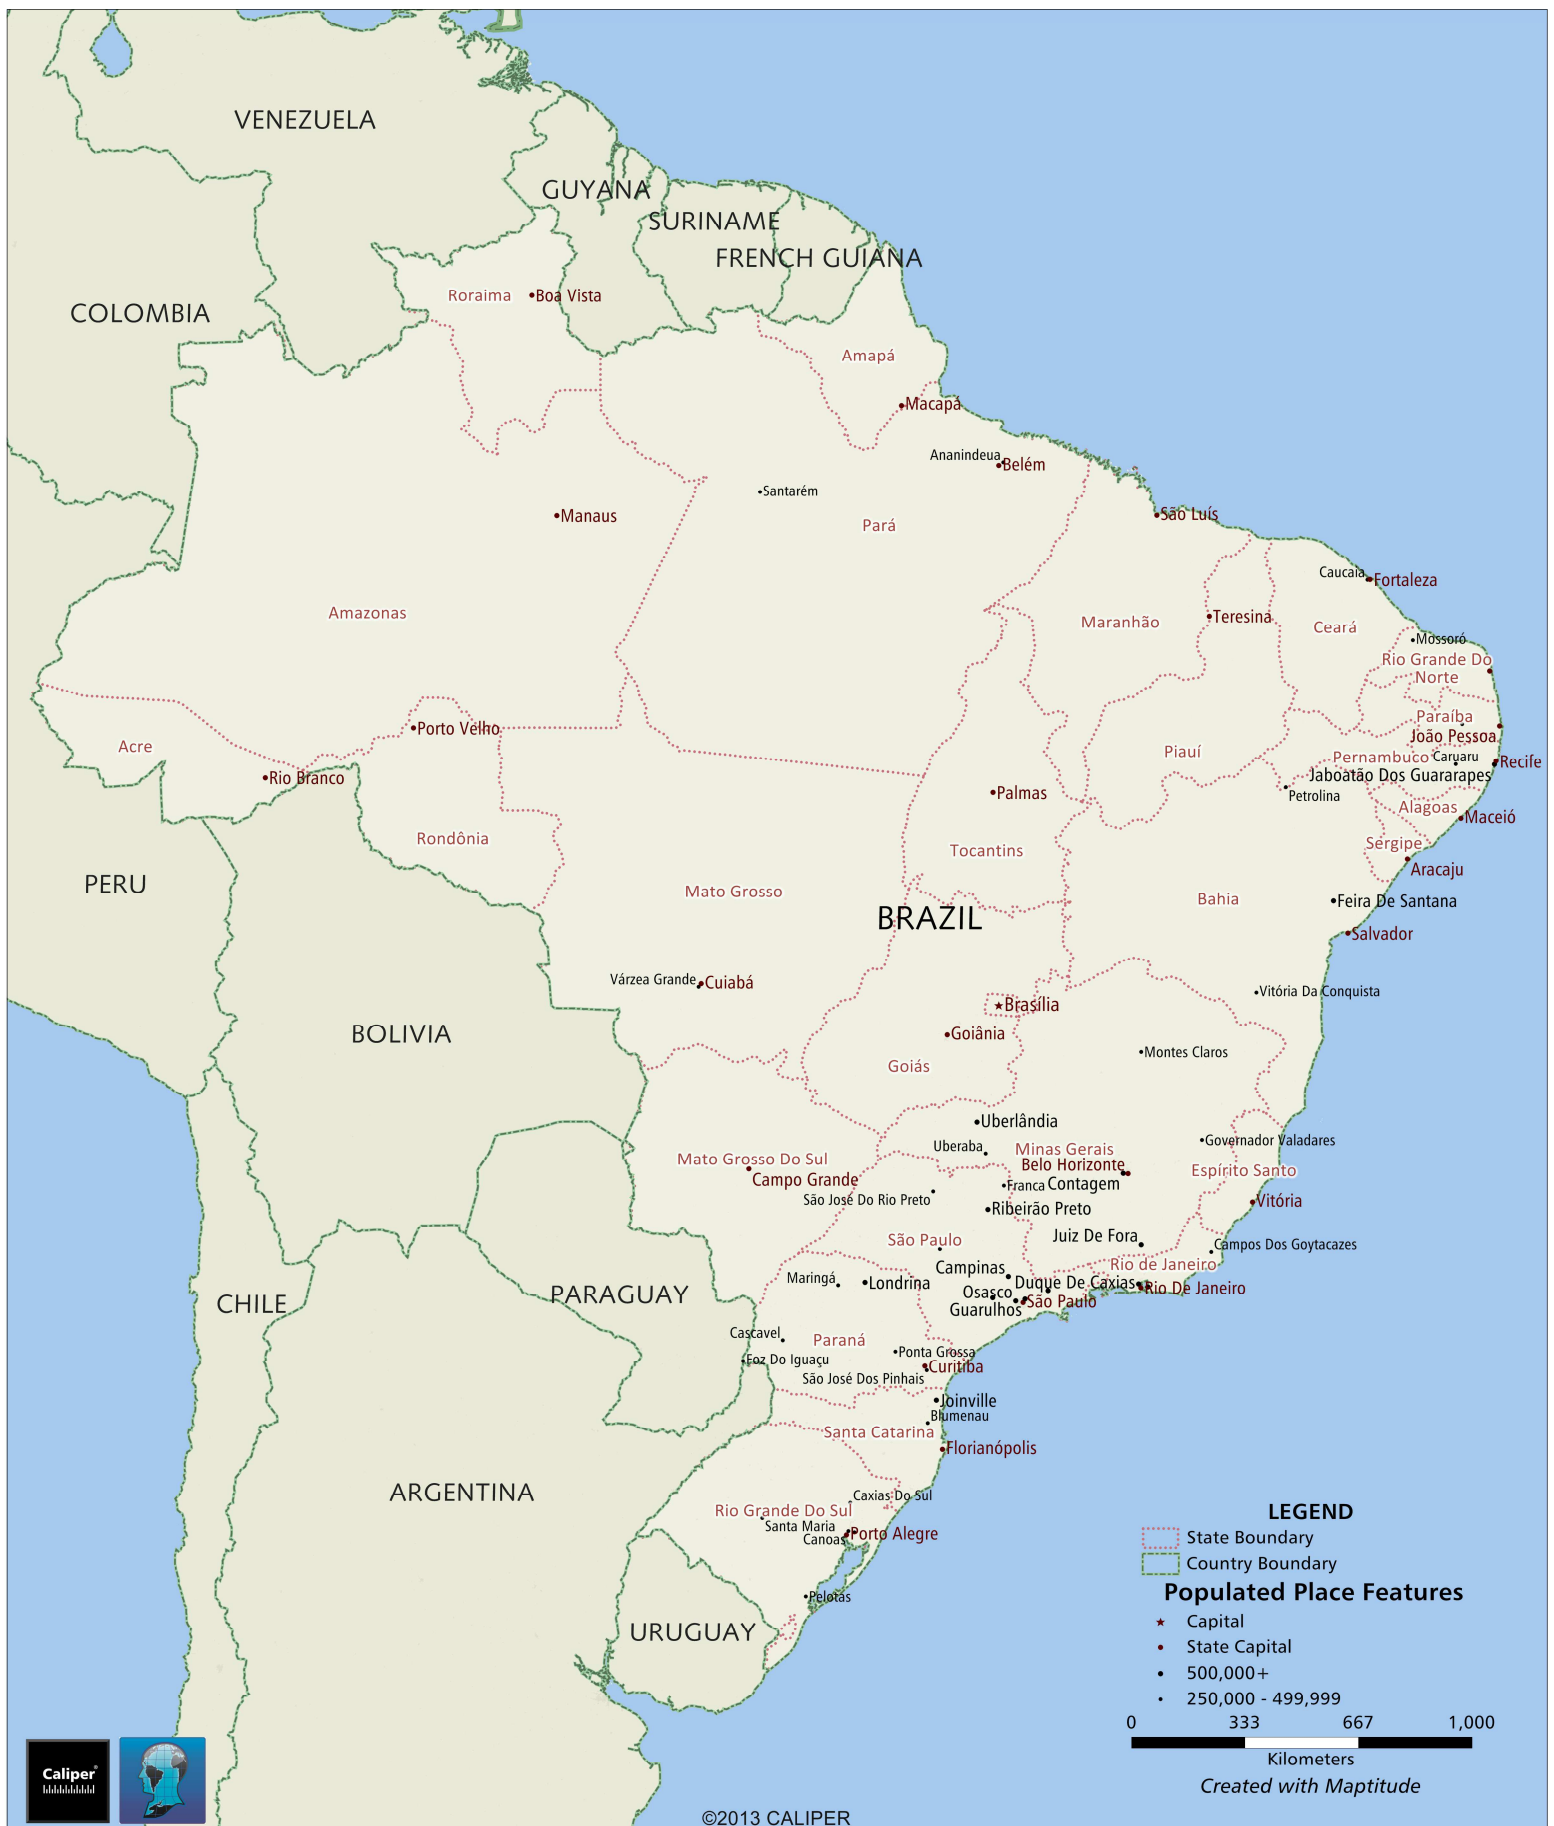 VENEZUELA
GUYANA
SURINAME
FRENCH GUIANA
COLOMBIA
Roraima
Boa Vista
Amapá
Macapá
Ananindeua
Belém
Santarém
Manaus
Pará
São Luís
Caucaia
Fortaleza
Amazonas
Maranhão
Teresina
Ceará
Mossoró
Rio Grande Do
Norte
Paraíba
João Pessoa
Porto Velho
Acre
Piauí
Pernambuco
Caruaru
Recife
Rio Branco
Jaboatão Dos Guararapes
Palmas
Petrolina
Alagoas
Maceió
Rondônia
Tocantins
Sergipe
Aracaju
PERU
Mato Grosso
Bahia
Feira De Santana
BRAZIL
Salvador
Várzea Grande
Cuiabá
Vitória Da Conquista
Brasília
BOLIVIA
Goiânia
Montes Claros
Goiás
Uberlândia
Uberaba
Minas Gerais
Governador Valadares
Mato Grosso Do Sul
Belo Horizonte
Espírito Santo
Campo Grande
Franca
Contagem
São José Do Rio Preto
Vitória
Ribeirão Preto
São Paulo
Juiz De Fora
Campos Dos Goytacazes
Campinas
Rio de Janeiro
Maringá
Londrina
Duque De Caxias
Rio De Janeiro
PARAGUAY
Osasco
São Paulo
CHILE
Guarulhos
Cascavel
Paraná
Ponta Grossa
Foz Do Iguaçu
Curitiba
São José Dos Pinhais
Joinville
Blumenau
Santa Catarina
Florianópolis
ARGENTINA
Caxias Do Sul
Rio Grande Do Sul
Santa Maria
Canoas
Porto Alegre
Pelotas
URUGUAY
LEGEND
State Boundary
Country Boundary
Populated Place Features
Capital
State Capital
500,000+
250,000 - 499,999
0 333 667 1,000
Kilometers
Created with Maptitude
Caliper®
©2013 CALIPER